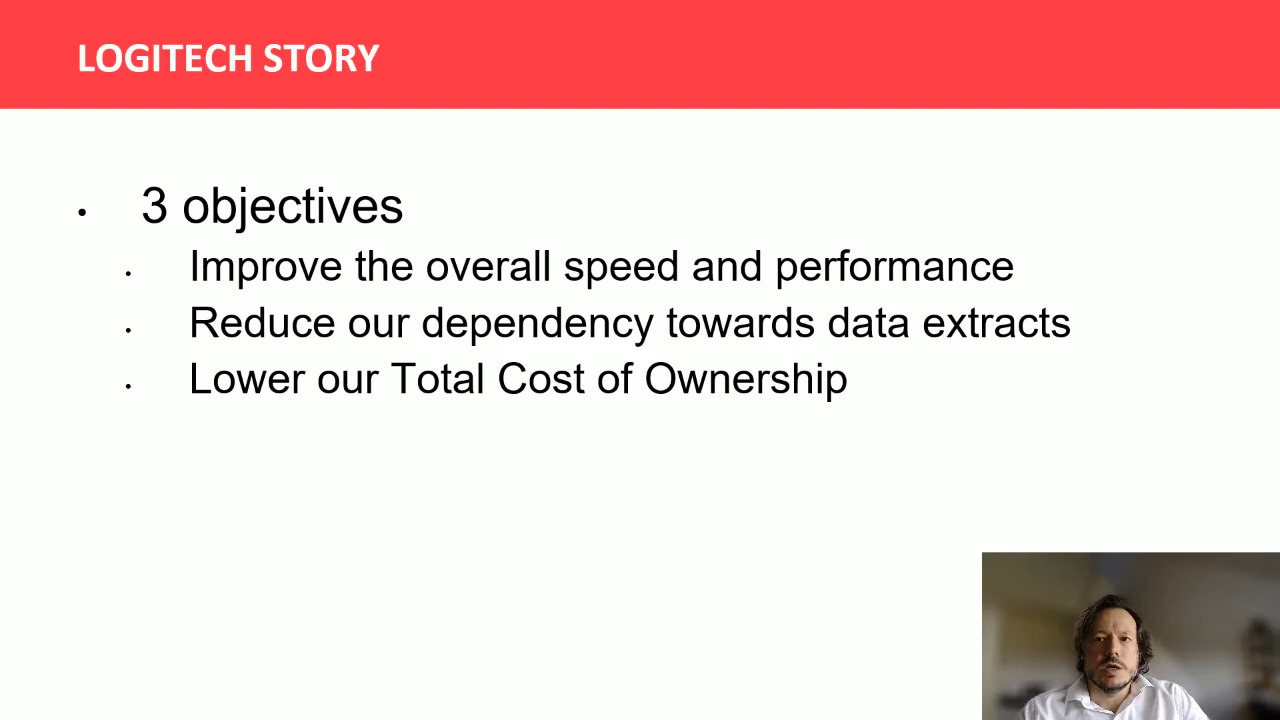 LOGITECH STORY
• 3 objectives
• Improve the overall speed and performance
• Reduce our dependency towards data extracts
• Lower our Total Cost of Ownership